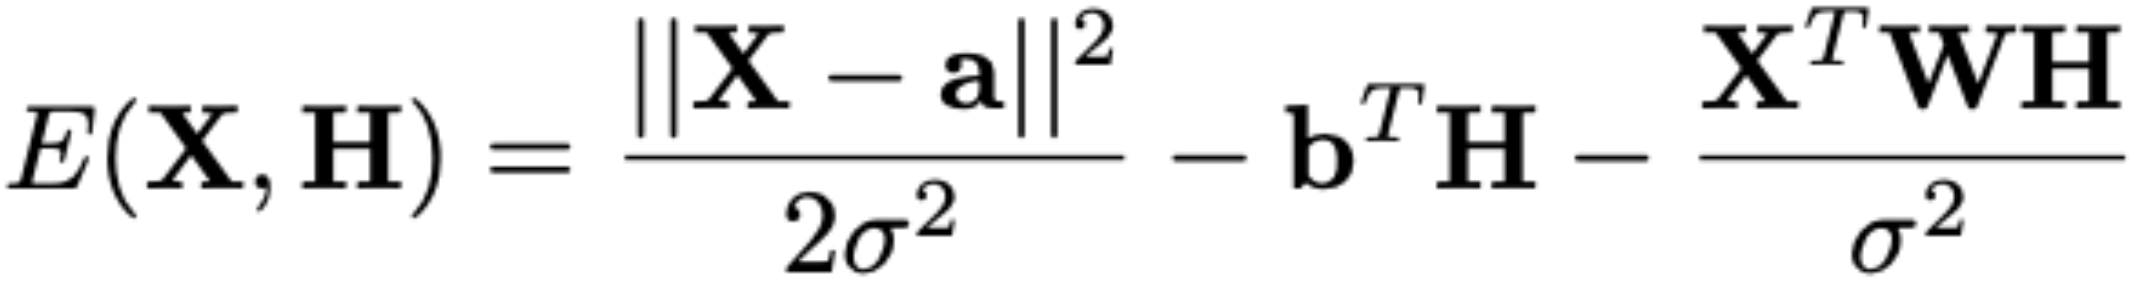 E(X, H) = ||X − a||² / 2σ² − bᵀH − XᵀWH / σ²